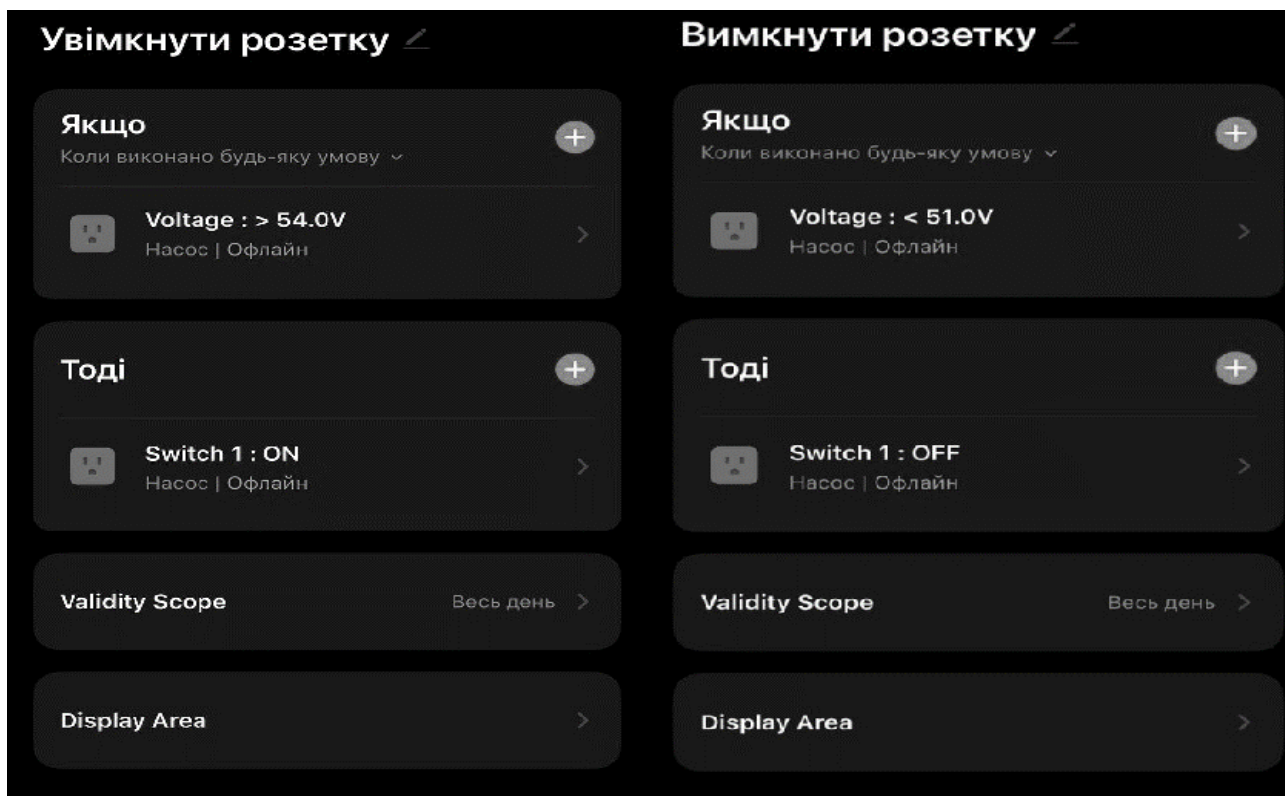 Увімкнути розетку
Якщо
Коли виконано будь-яку умову
Voltage : > 54.0V
Насос | Офлайн
Тоді
Switch 1 : ON
Насос | Офлайн
Validity Scope
Весь день
Display Area
Вимкнути розетку
Якщо
Коли виконано будь-яку умову
Voltage : < 51.0V
Насос | Офлайн
Тоді
Switch 1 : OFF
Насос | Офлайн
Validity Scope
Весь день
Display Area